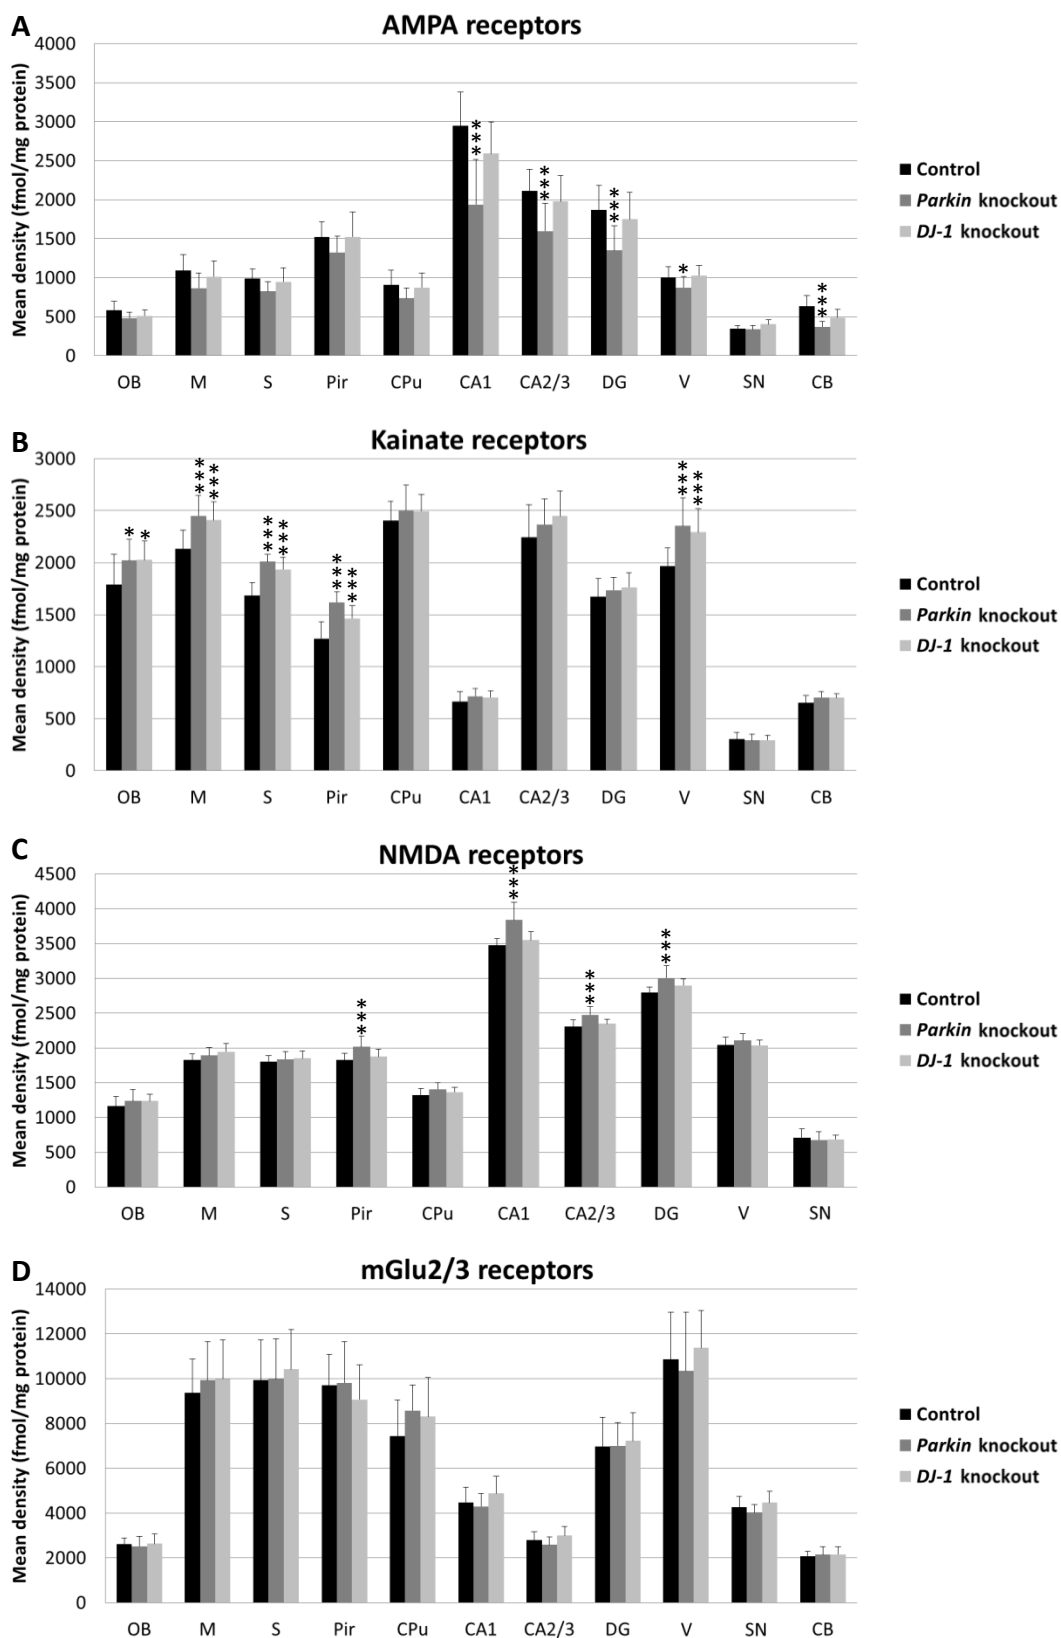 A
AMPA receptors
Mean density (fmol/mg protein)
4000
3500
3000
2500
2000
1500
1000
500
0
*** *** *** * ***
OB M S Pir CPu CA1 CA2/3 DG V SN CB
Control
Parkin knockout
DJ-1 knockout
B
Kainate receptors
Mean density (fmol/mg protein)
3000
2500
2000
1500
1000
500
0
* * *** *** *** *** *** *** *** ***
OB M S Pir CPu CA1 CA2/3 DG V SN CB
Control
Parkin knockout
DJ-1 knockout
C
NMDA receptors
Mean density (fmol/mg protein)
4500
4000
3500
3000
2500
2000
1500
1000
500
0
*** *** *** ***
OB M S Pir CPu CA1 CA2/3 DG V SN
Control
Parkin knockout
DJ-1 knockout
D
mGlu2/3 receptors
Mean density (fmol/mg protein)
14000
12000
10000
8000
6000
4000
2000
0
OB M S Pir CPu CA1 CA2/3 DG V SN CB
Control
Parkin knockout
DJ-1 knockout